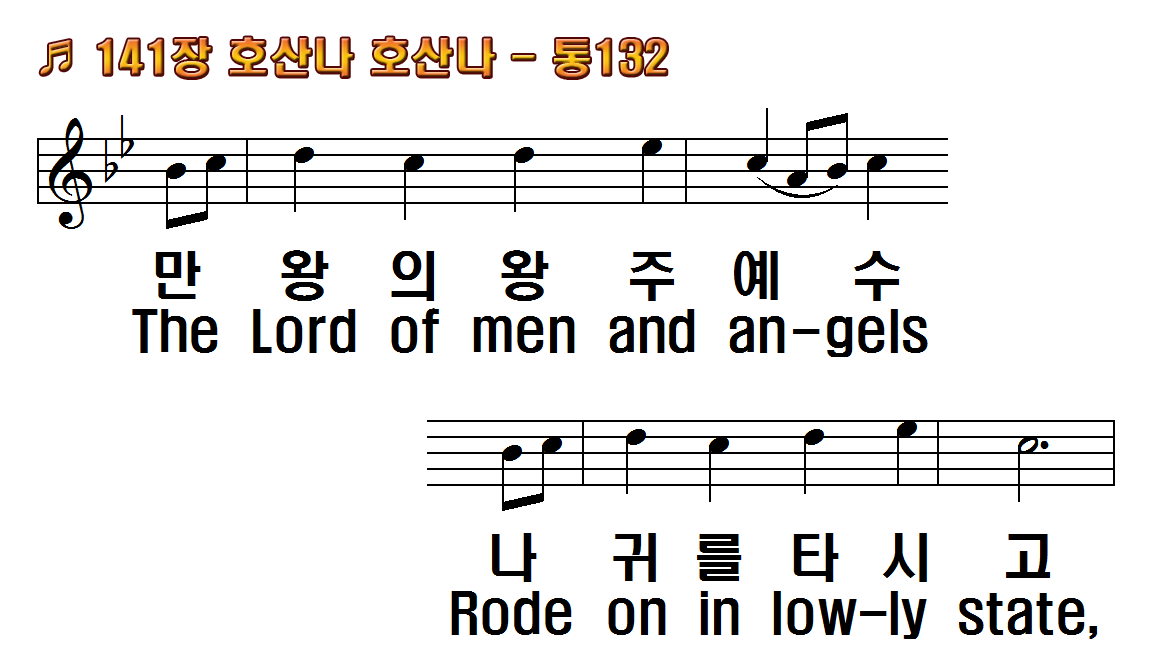 ♬ 141장 호산나 호산나 - 통132
만 왕 의 왕 주 예 수
The Lord of men and an-gels
나 귀 를 타 시 고
Rode on in low-ly state,